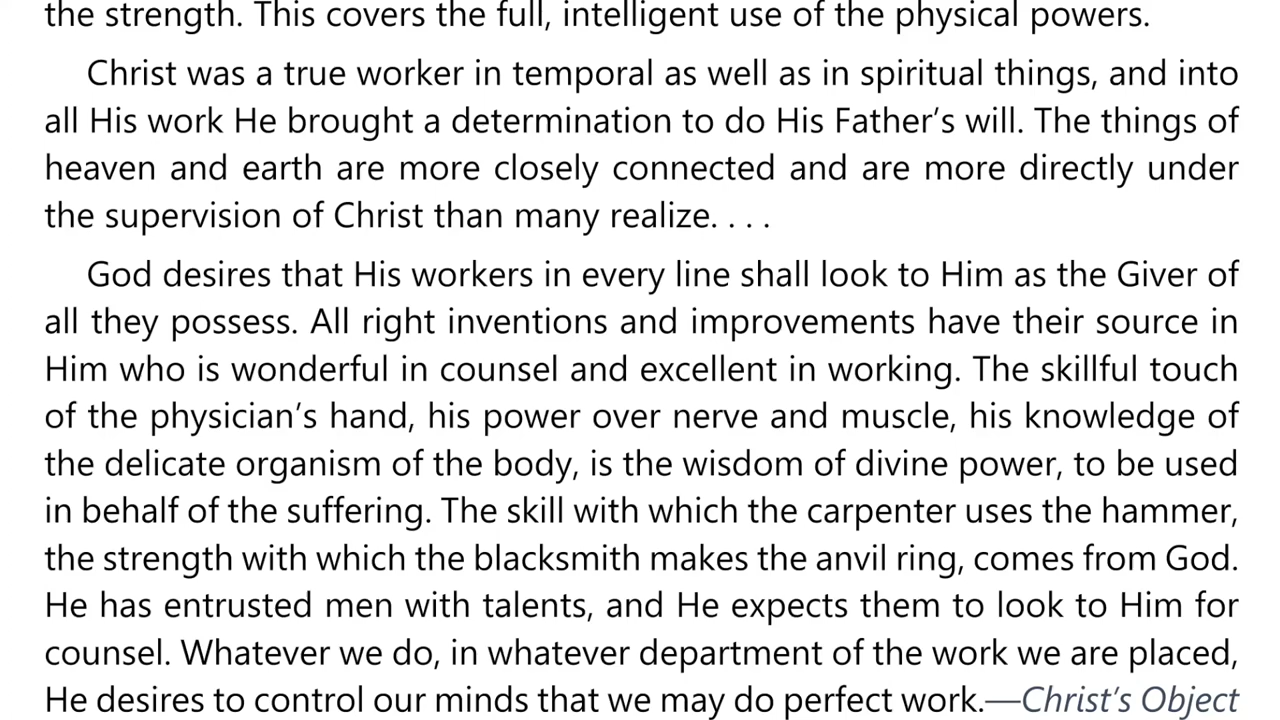 the strength. This covers the full, intelligent use of the physical powers.
Christ was a true worker in temporal as well as in spiritual things, and into
all His work He brought a determination to do His Father’s will. The things of
heaven and earth are more closely connected and are more directly under
the supervision of Christ than many realize. . . .
God desires that His workers in every line shall look to Him as the Giver of
all they possess. All right inventions and improvements have their source in
Him who is wonderful in counsel and excellent in working. The skillful touch
of the physician’s hand, his power over nerve and muscle, his knowledge of
the delicate organism of the body, is the wisdom of divine power, to be used
in behalf of the suffering. The skill with which the carpenter uses the hammer,
the strength with which the blacksmith makes the anvil ring, comes from God.
He has entrusted men with talents, and He expects them to look to Him for
counsel. Whatever we do, in whatever department of the work we are placed,
He desires to control our minds that we may do perfect work.—Christ’s Object